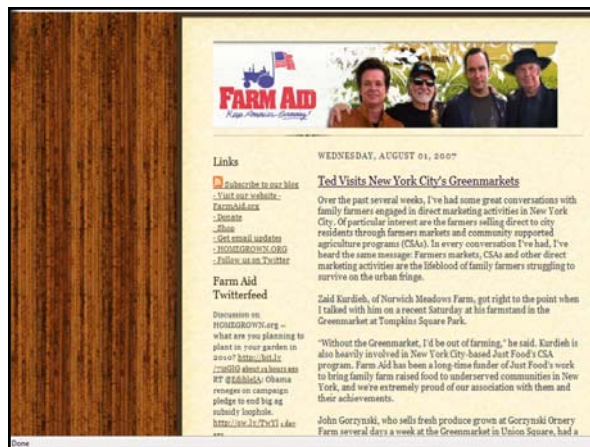 FARM AID
Keep America Growing!
Links
Subscribe to our blog
- Visit our website -
FarmAid.org
- Donate
- Shop
- Get email updates
- HOMEGROWN.ORG
- Follow us on Twitter
Farm Aid
Twitterfeed
Discussion on
HOMEGROWN.org --
what are you planning to
plant in your garden in
2010? http://bit.ly
about 12 hours ago
RT @EdibleIA: Obama
reneges on campaign
pledge to end big ag
subsidy loophole.
1 day
WEDNESDAY, AUGUST 01, 2007
Ted Visits New York City's Greenmarkets
Over the past several weeks, I've had some great conversations with
family farmers engaged in direct marketing activities in New York
City. Of particular interest are the farmers selling direct to city
residents through farmers markets and community supported
agriculture programs (CSAs). In every conversation I've had, I've
heard the same message: Farmers markets, CSAs and other direct
marketing activities are the lifeblood of family farmers struggling to
survive on the urban fringe.
Zaid Kurdieh, of Norwich Meadows Farm, got right to the point when
I talked with him on a recent Saturday at his farmstand in the
Greenmarket at Tompkins Square Park.
"Without the Greenmarket, I'd be out of farming," he said. Kurdieh is
also heavily involved in New York City-based Just Food's CSA
program. Farm Aid has been a long-time funder of Just Food's work
to bring family farm raised food to underserved communities in New
York, and we're extremely proud of our association with them and
their achievements.
John Gorzynski, who sells fresh produce grown at Gorzynski Ornery
Farm several days a week at the Greenmarket in Union Square, had a
Done